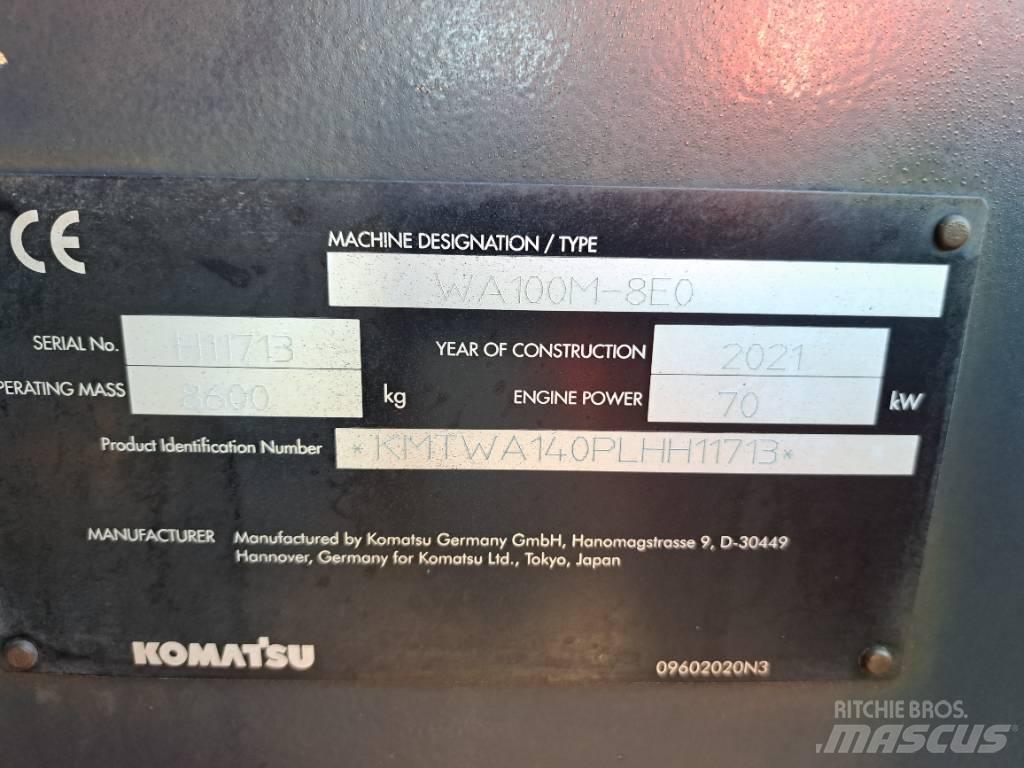 CE
MACHINE DESIGNATION / TYPE
WA100M-8E0
SERIAL No. H11713 YEAR OF CONSTRUCTION 2021
PERATING MASS 8600 kg ENGINE POWER 70 kW
Product Identification Number *KMTWA140PLHH11713*
MANUFACTURER Manufactured by Komatsu Germany GmbH, Hanomagstrasse 9, D-30449
Hannover, Germany for Komatsu Ltd., Tokyo, Japan
KOMATSU 09602020N3
RITCHIE BROS.
MASCUS